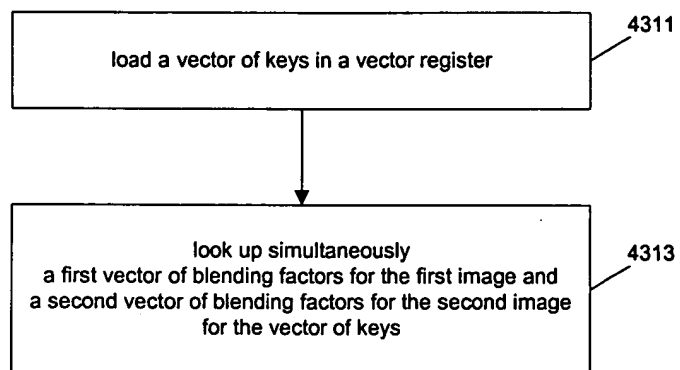 4311
load a vector of keys in a vector register
4313
look up simultaneously
a first vector of blending factors for the first image and
a second vector of blending factors for the second image
for the vector of keys